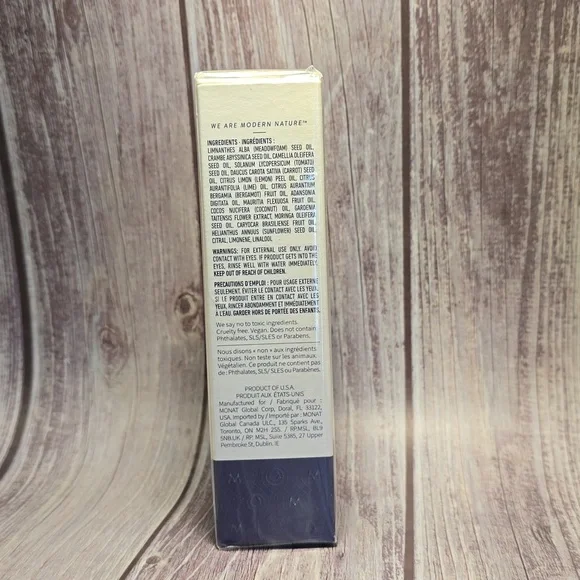 WE ARE MODERN NATURE™
INGREDIENTS · INGRÉDIENTS :
LIMNANTHES ALBA (MEADOWFOAM) SEED OIL,
CRAMBE ABYSSINICA SEED OIL, CAMELLIA OLEIFERA
SEED OIL, SOLANUM LYCOPERSICUM (TOMATO)
SEED OIL, DAUCUS CAROTA SATIVA (CARROT) SEED
OIL, CITRUS LIMON (LEMON) PEEL OIL, CITRUS
AURANTIFOLIA (LIME) OIL, CITRUS AURANTIUM
BERGAMIA (BERGAMOT) FRUIT OIL, ADANSONIA
DIGITATA OIL, MAURITIA FLEXUOSA FRUIT OIL,
COCOS NUCIFERA (COCONUT) OIL, GARDENIA
TAITENSIS FLOWER EXTRACT, MORINGA OLEIFERA
SEED OIL, CARYOCAR BRASILIENSE FRUIT OIL,
HELIANTHUS ANNUUS (SUNFLOWER) SEED OIL,
CITRAL, LIMONENE, LINALOOL
WARNINGS: FOR EXTERNAL USE ONLY. AVOID
CONTACT WITH EYES. IF PRODUCT GETS INTO THE
EYES, RINSE WELL WITH WATER IMMEDIATELY.
KEEP OUT OF REACH OF CHILDREN.
PRÉCAUTIONS D'EMPLOI : POUR USAGE EXTERNE
SEULEMENT. ÉVITER LE CONTACT AVEC LES YEUX.
SI LE PRODUIT ENTRE EN CONTACT AVEC LES
YEUX, RINCER ABONDAMMENT ET IMMÉDIATEMENT
À L'EAU. GARDER HORS DE PORTÉE DES ENFANTS.
We say no to toxic ingredients.
Cruelty free. Vegan. Does not contain
Phthalates, SLS/SLES or Parabens.
Nous disons « non » aux ingrédients
toxiques. Non teste sur les animaux.
Végétalien. Ce produit ne contient pas
de : Phthalates, SLS/ SLES ou Parabènes.
PRODUCT OF U.S.A.
PRODUIT AUX ÉTATS-UNIS
Manufactured for / Fabriqué pour :
MONAT Global Corp, Doral, FL 33122,
USA. Imported by / Importé par : MONAT
Global Canada ULC., 135 Sparks Ave.,
Toronto, ON M2H 2S5. / RP.MSL, BL9
5NB.UK / RP. MSL, Suite 5385, 27 Upper
Pembroke St, Dublin. IE